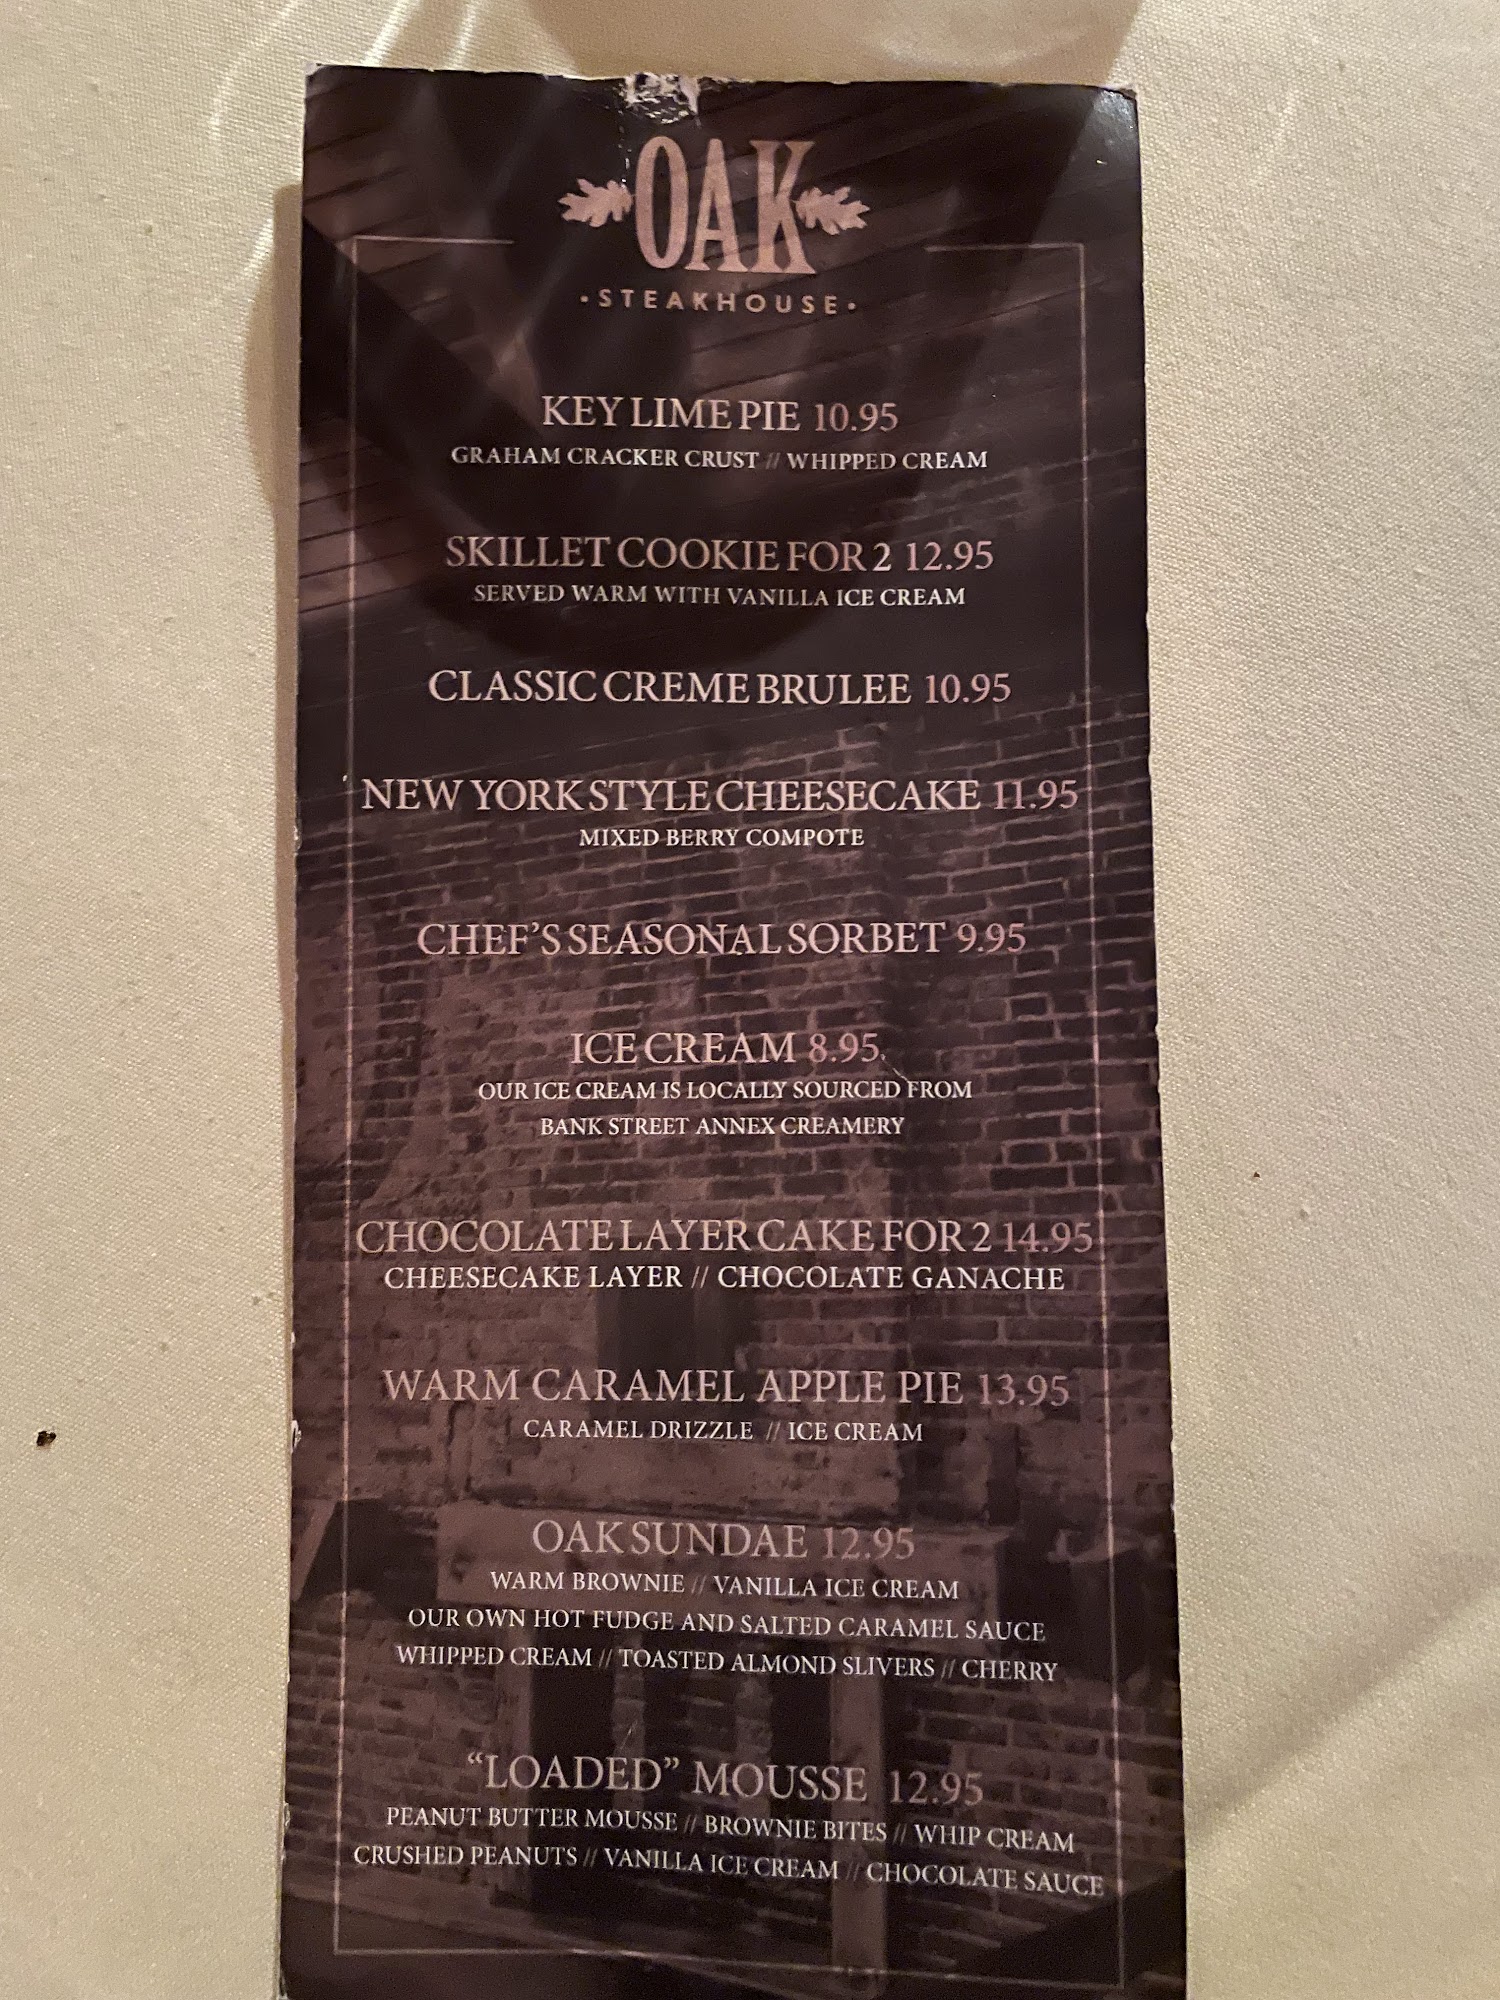 OAK
·STEAKHOUSE·
KEY LIME PIE 10.95
GRAHAM CRACKER CRUST // WHIPPED CREAM
SKILLET COOKIE FOR 2 12.95
SERVED WARM WITH VANILLA ICE CREAM
CLASSIC CREME BRULEE 10.95
NEW YORK STYLE CHEESECAKE 11.95
MIXED BERRY COMPOTE
CHEF'S SEASONAL SORBET 9.95
ICE CREAM 8.95
OUR ICE CREAM IS LOCALLY SOURCED FROM
BANK STREET ANNEX CREAMERY
CHOCOLATE LAYER CAKE FOR 2 14.95
CHEESECAKE LAYER // CHOCOLATE GANACHE
WARM CARAMEL APPLE PIE 13.95
CARAMEL DRIZZLE // ICE CREAM
OAK SUNDAE 12.95
WARM BROWNIE // VANILLA ICE CREAM
OUR OWN HOT FUDGE AND SALTED CARAMEL SAUCE
WHIPPED CREAM // TOASTED ALMOND SLIVERS // CHERRY
“LOADED” MOUSSE 12.95
PEANUT BUTTER MOUSSE // BROWNIE BITES // WHIP CREAM
CRUSHED PEANUTS // VANILLA ICE CREAM // CHOCOLATE SAUCE